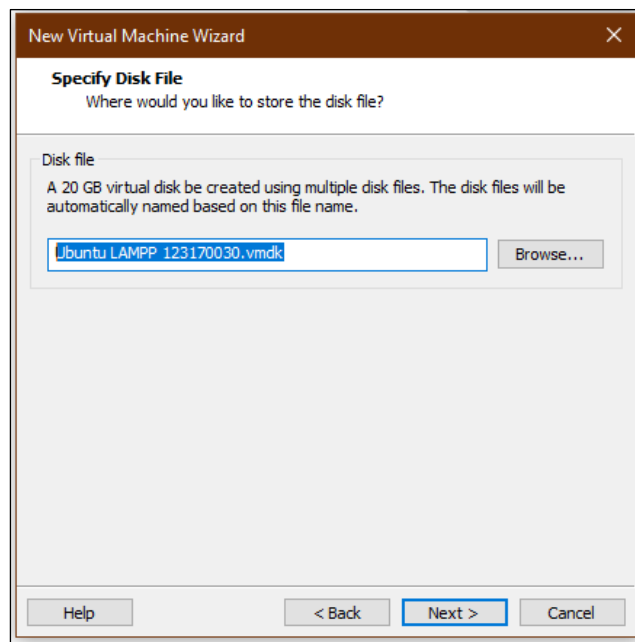 New Virtual Machine Wizard
Specify Disk File
Where would you like to store the disk file?
Disk file
A 20 GB virtual disk be created using multiple disk files. The disk files will be
automatically named based on this file name.
Ubuntu LAMPP 123170030.vmdk
Browse...
Help
< Back
Next >
Cancel